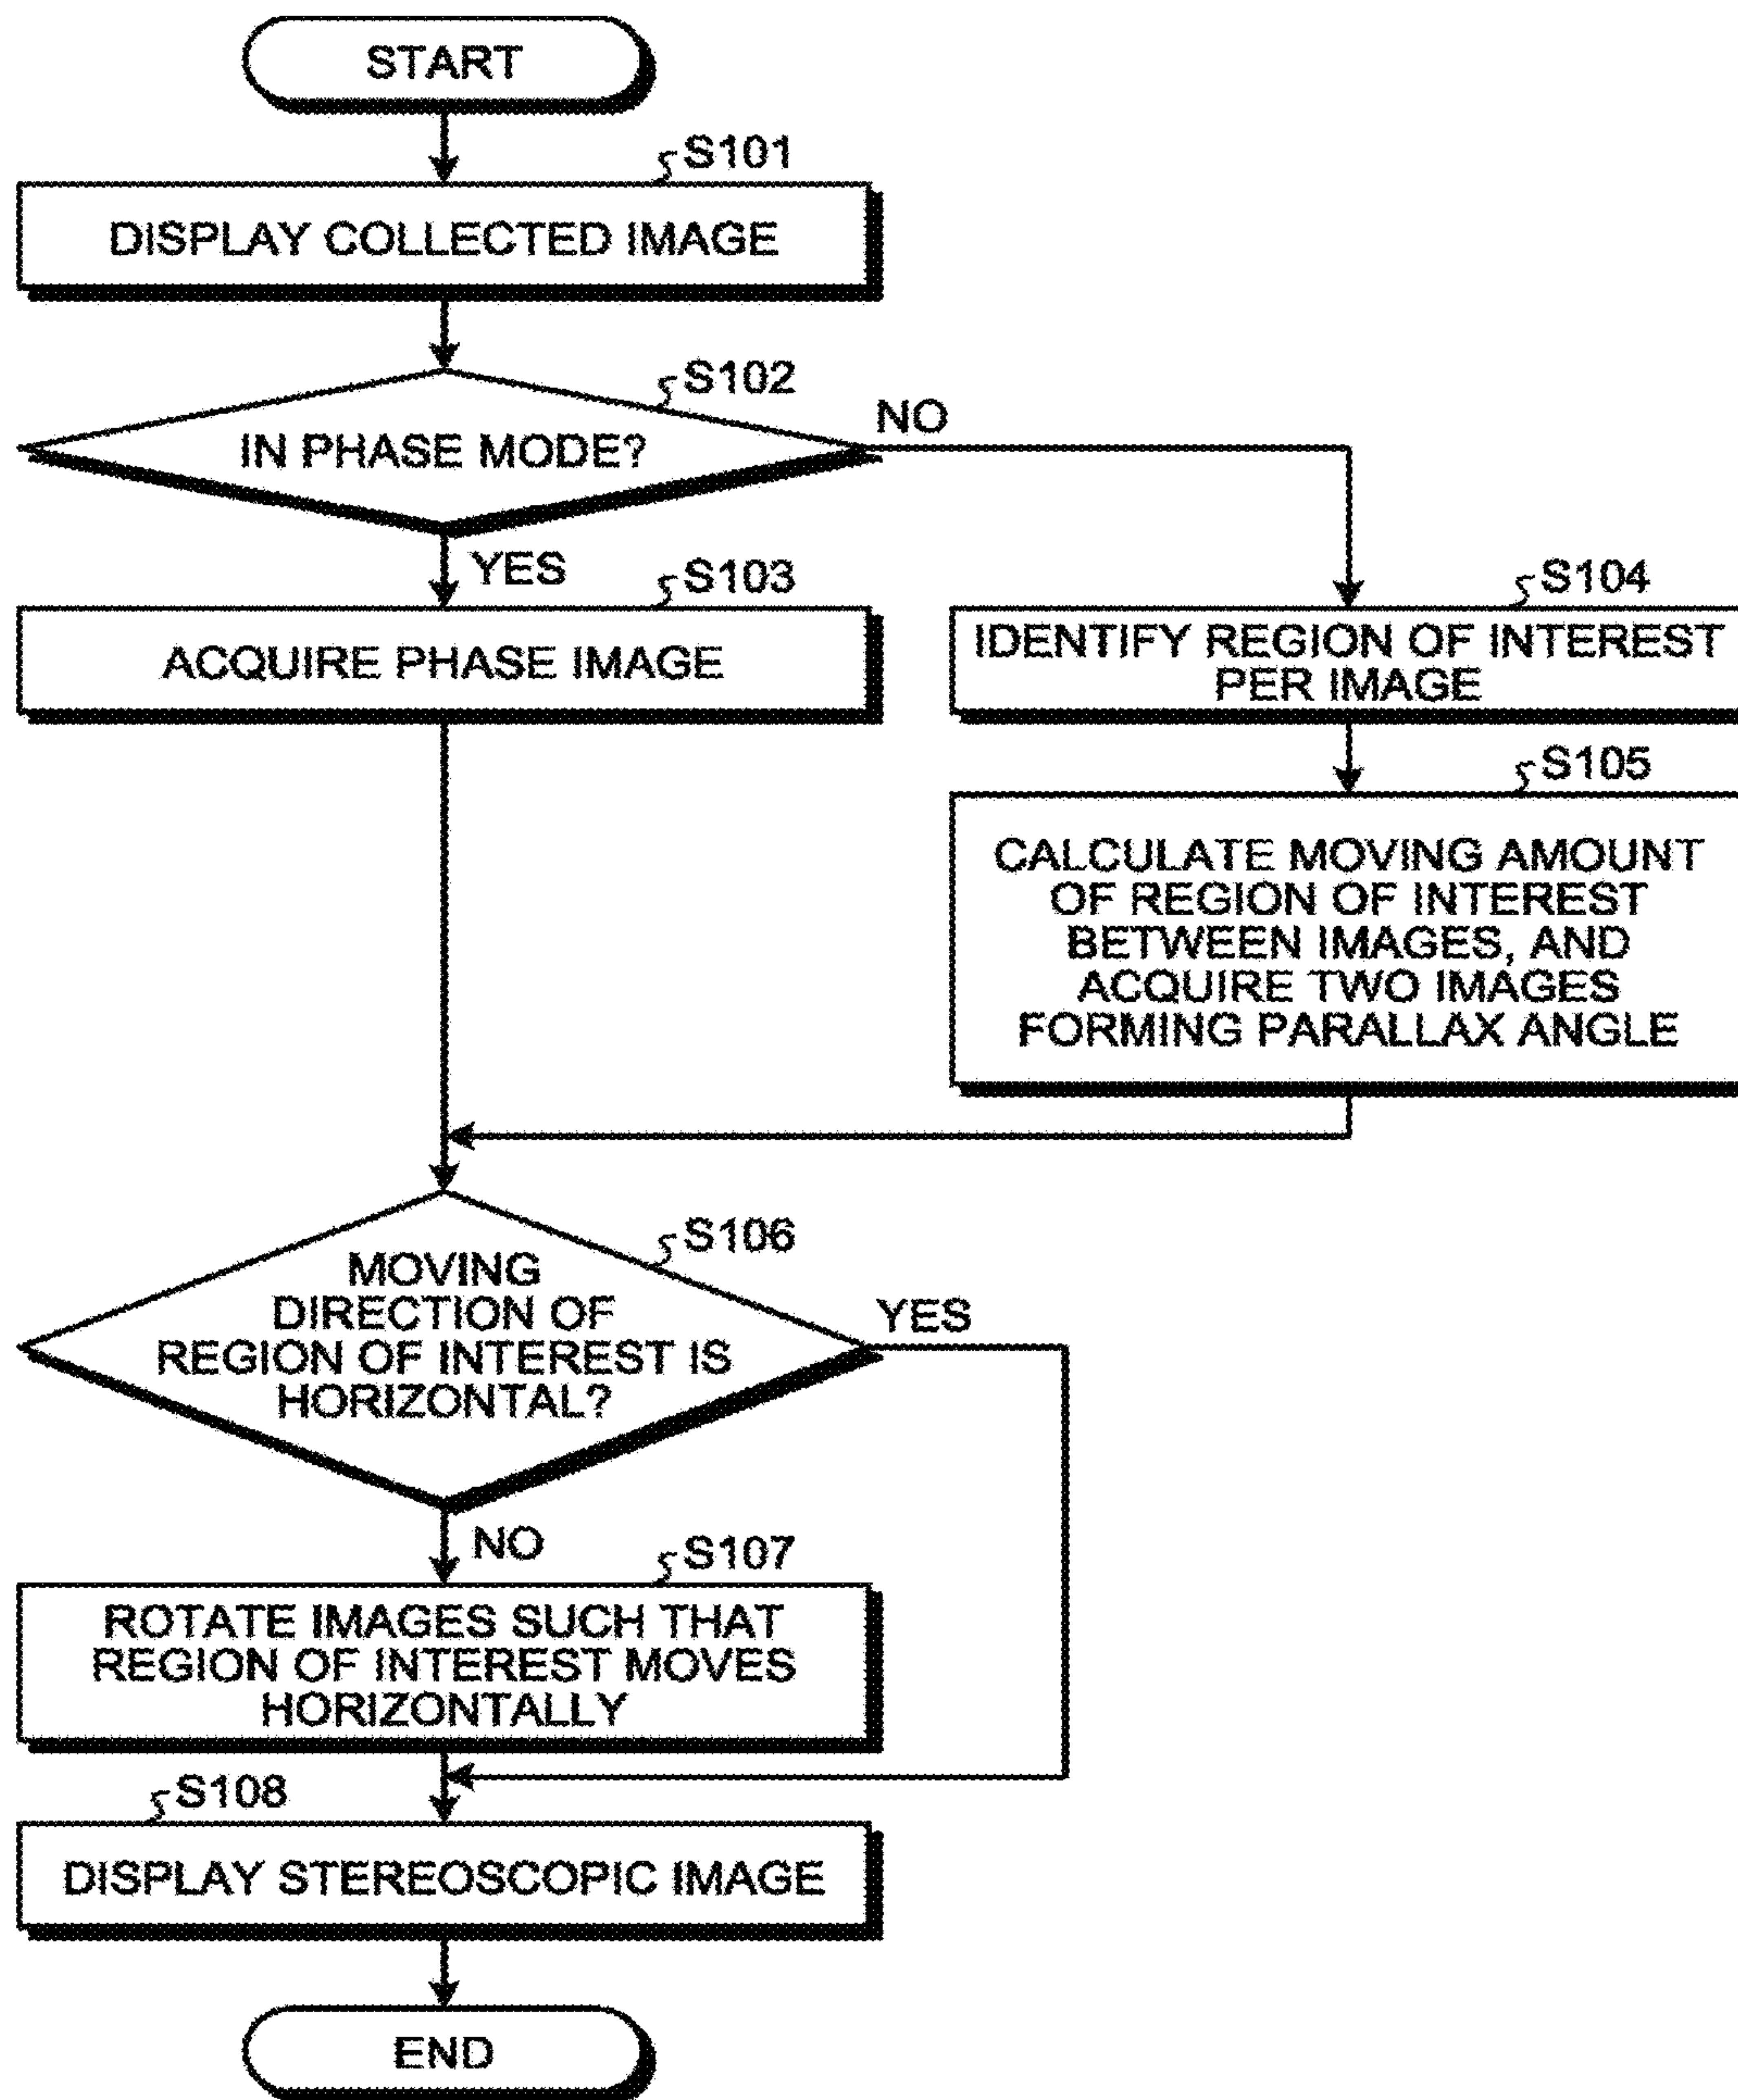 START
S101
DISPLAY COLLECTED IMAGE
S102
IN PHASE MODE?
NO
YES
S103
ACQUIRE PHASE IMAGE
S104
IDENTIFY REGION OF INTEREST
PER IMAGE
S105
CALCULATE MOVING AMOUNT
OF REGION OF INTEREST
BETWEEN IMAGES, AND
ACQUIRE TWO IMAGES
FORMING PARALLAX ANGLE
S106
MOVING
DIRECTION OF
REGION OF INTEREST IS
HORIZONTAL?
YES
NO
S107
ROTATE IMAGES SUCH THAT
REGION OF INTEREST MOVES
HORIZONTALLY
S108
DISPLAY STEREOSCOPIC IMAGE
END